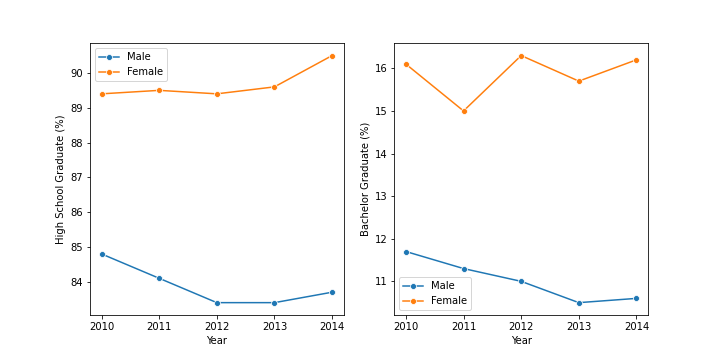 Male
Female
90
89
88
87
86
85
84
High School Graduate (%)
2010 2011 2012 2013 2014
Year
16
15
14
13
12
11
Bachelor Graduate (%)
Male
Female
2010 2011 2012 2013 2014
Year